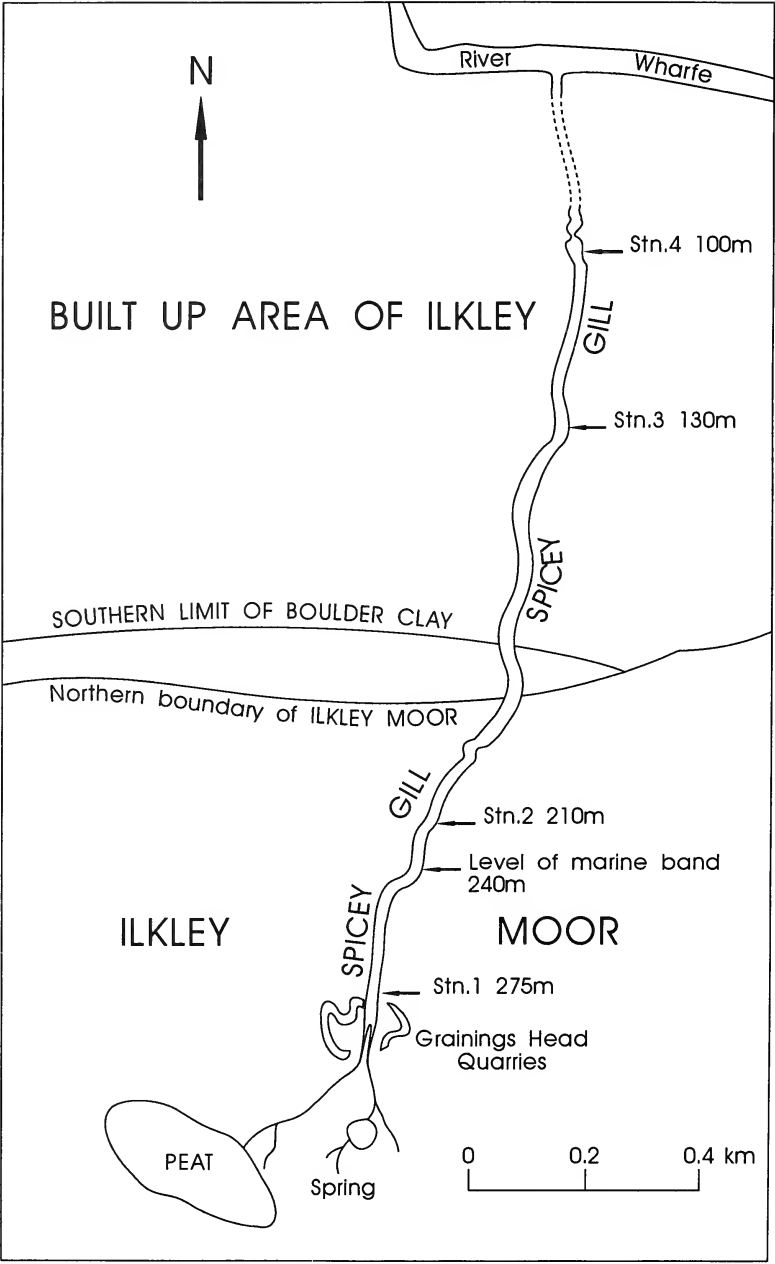 River Wharfe
N
Stn.4 100m
BUILT UP AREA OF ILKLEY
GILL
Stn.3 130m
SPICEY
SOUTHERN LIMIT OF BOULDER CLAY
Northern boundary of ILKLEY MOOR
GILL
Stn.2 210m
Level of marine band
240m
SPICEY
ILKLEY MOOR
Stn.1 275m
Grainings Head
Quarries
PEAT
Spring
0 0.2 0.4 km